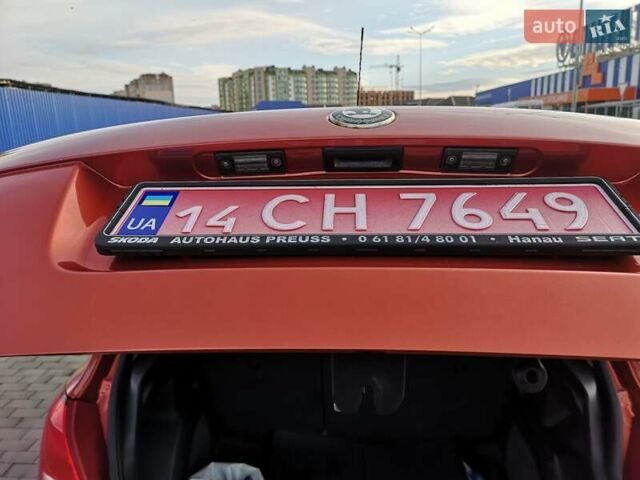 auto RIA
UA 14 CH 7649
SKODA AUTOHAUS PREUSS • 0 61 81/4 80 01 • Hanau SEAT